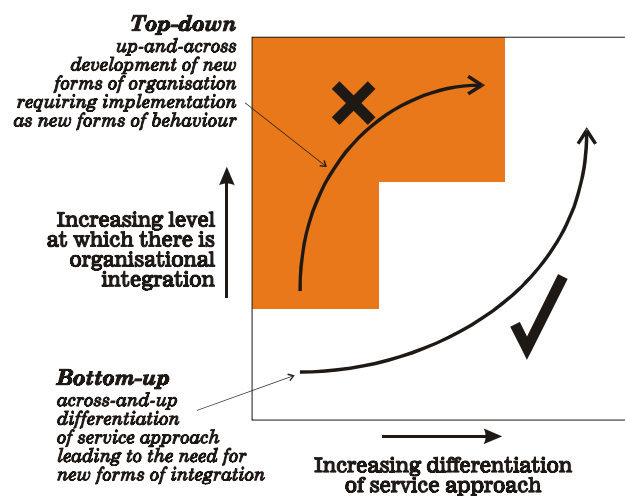 Top-down
up-and-across
development of new
forms of organisation
requiring implementation
as new forms of behaviour
Increasing level
at which there is
organisational
integration
Bottom-up
across-and-up
differentiation
of service approach
leading to the need for
new forms of integration
Increasing differentiation
of service approach